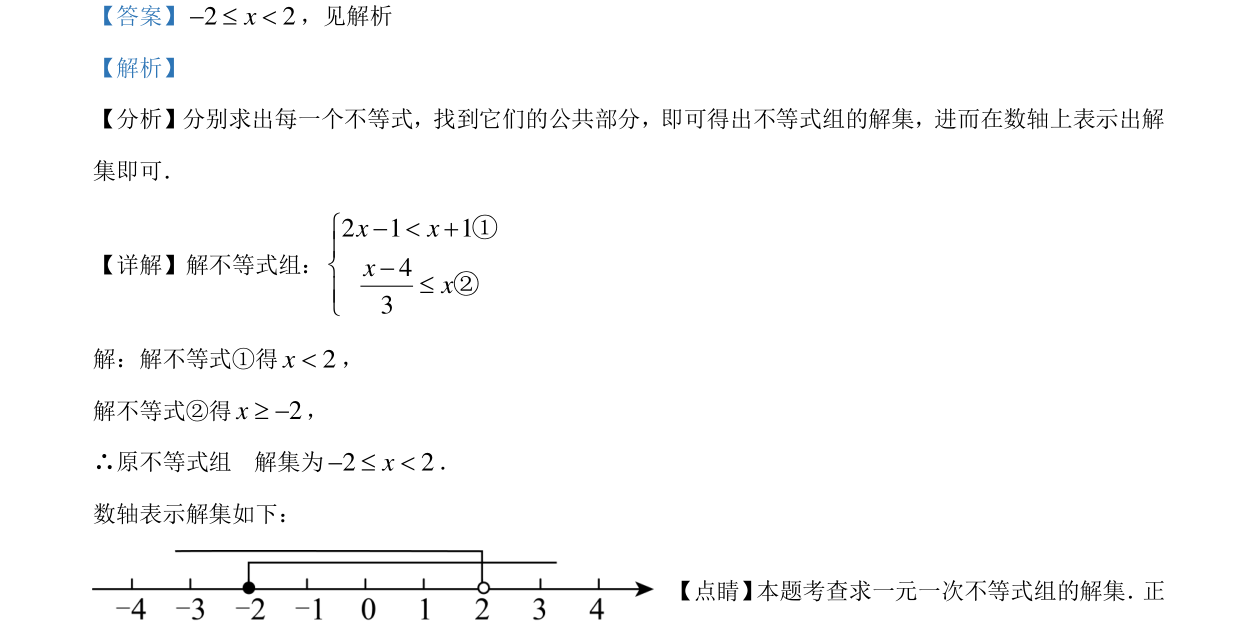 【答案】-2≤x<2，见解析
【解析】
【分析】分别求出每一个不等式，找到它们的公共部分，即可得出不等式组的解集，进而在数轴上表示出解
集即可．
【详解】解不等式组：{2x-1<x+1①
(x-4)/3≤x②
解：解不等式①得x<2，
解不等式②得x≥-2，
∴原不等式组　解集为-2≤x<2．
数轴表示解集如下：
-4 -3 -2 -1 0 1 2 3 4 【点睛】本题考查求一元一次不等式组的解集．正